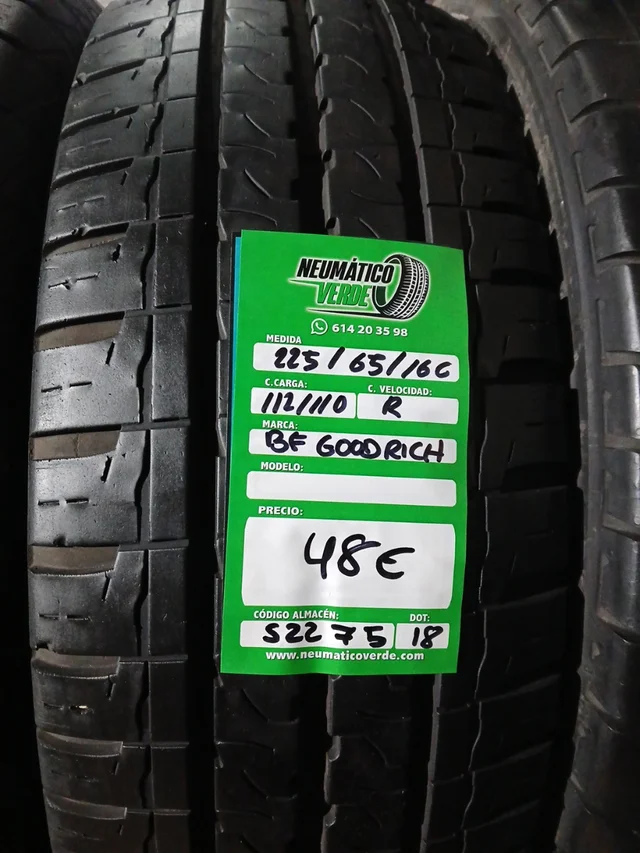 NEUMÁTICO
VERDE
614 20 35 98
MEDIDA
225/65/16C
C.CARGA: C. VELOCIDAD:
112/110 R
MARCA:
BF GOODRICH
MODELO:
PRECIO:
48€
CÓDIGO ALMACÉN: DOT:
S2275 18
www.neumaticoverde.com